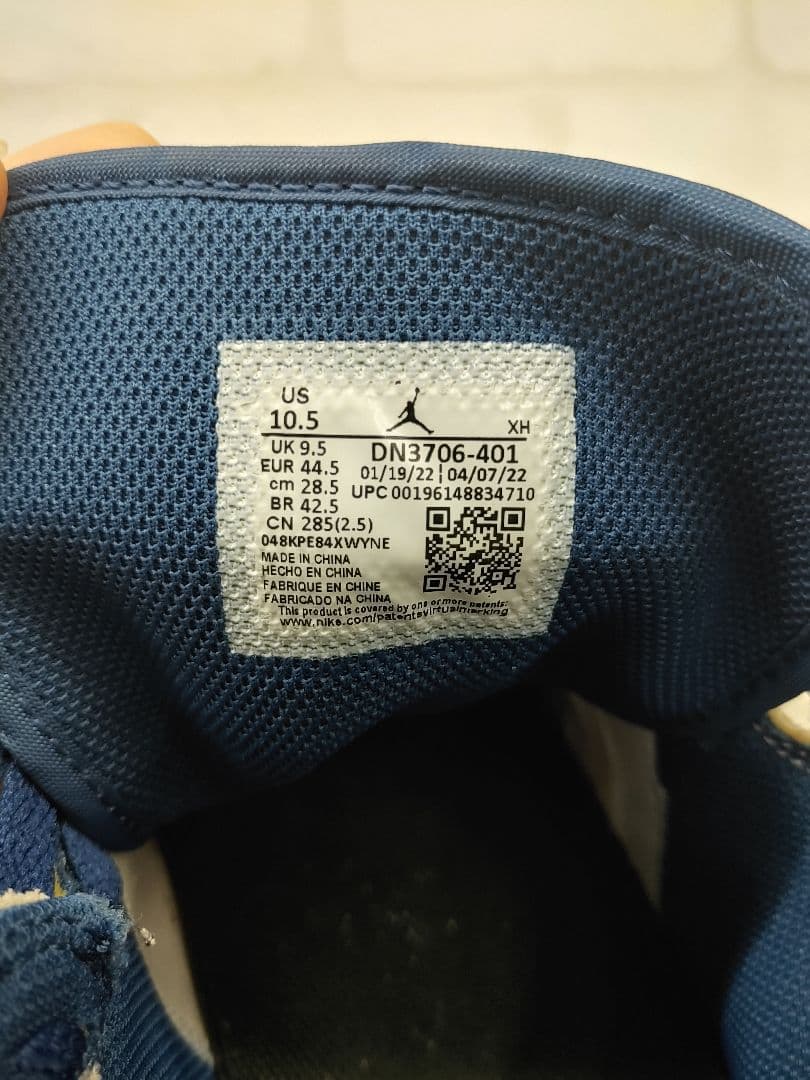 US
10.5
XH
UK 9.5
DN3706-401
EUR 44.5
01/19/22 | 04/07/22
cm 28.5
UPC 00196148834710
BR 42.5
CN 285(2.5)
048KPE84XWYNE
MADE IN CHINA
HECHO EN CHINA
FABRIQUE EN CHINE
FABRICADO NA CHINA
This product is covered by one or more patents:
www.nike.com/patentsvirtualmarking